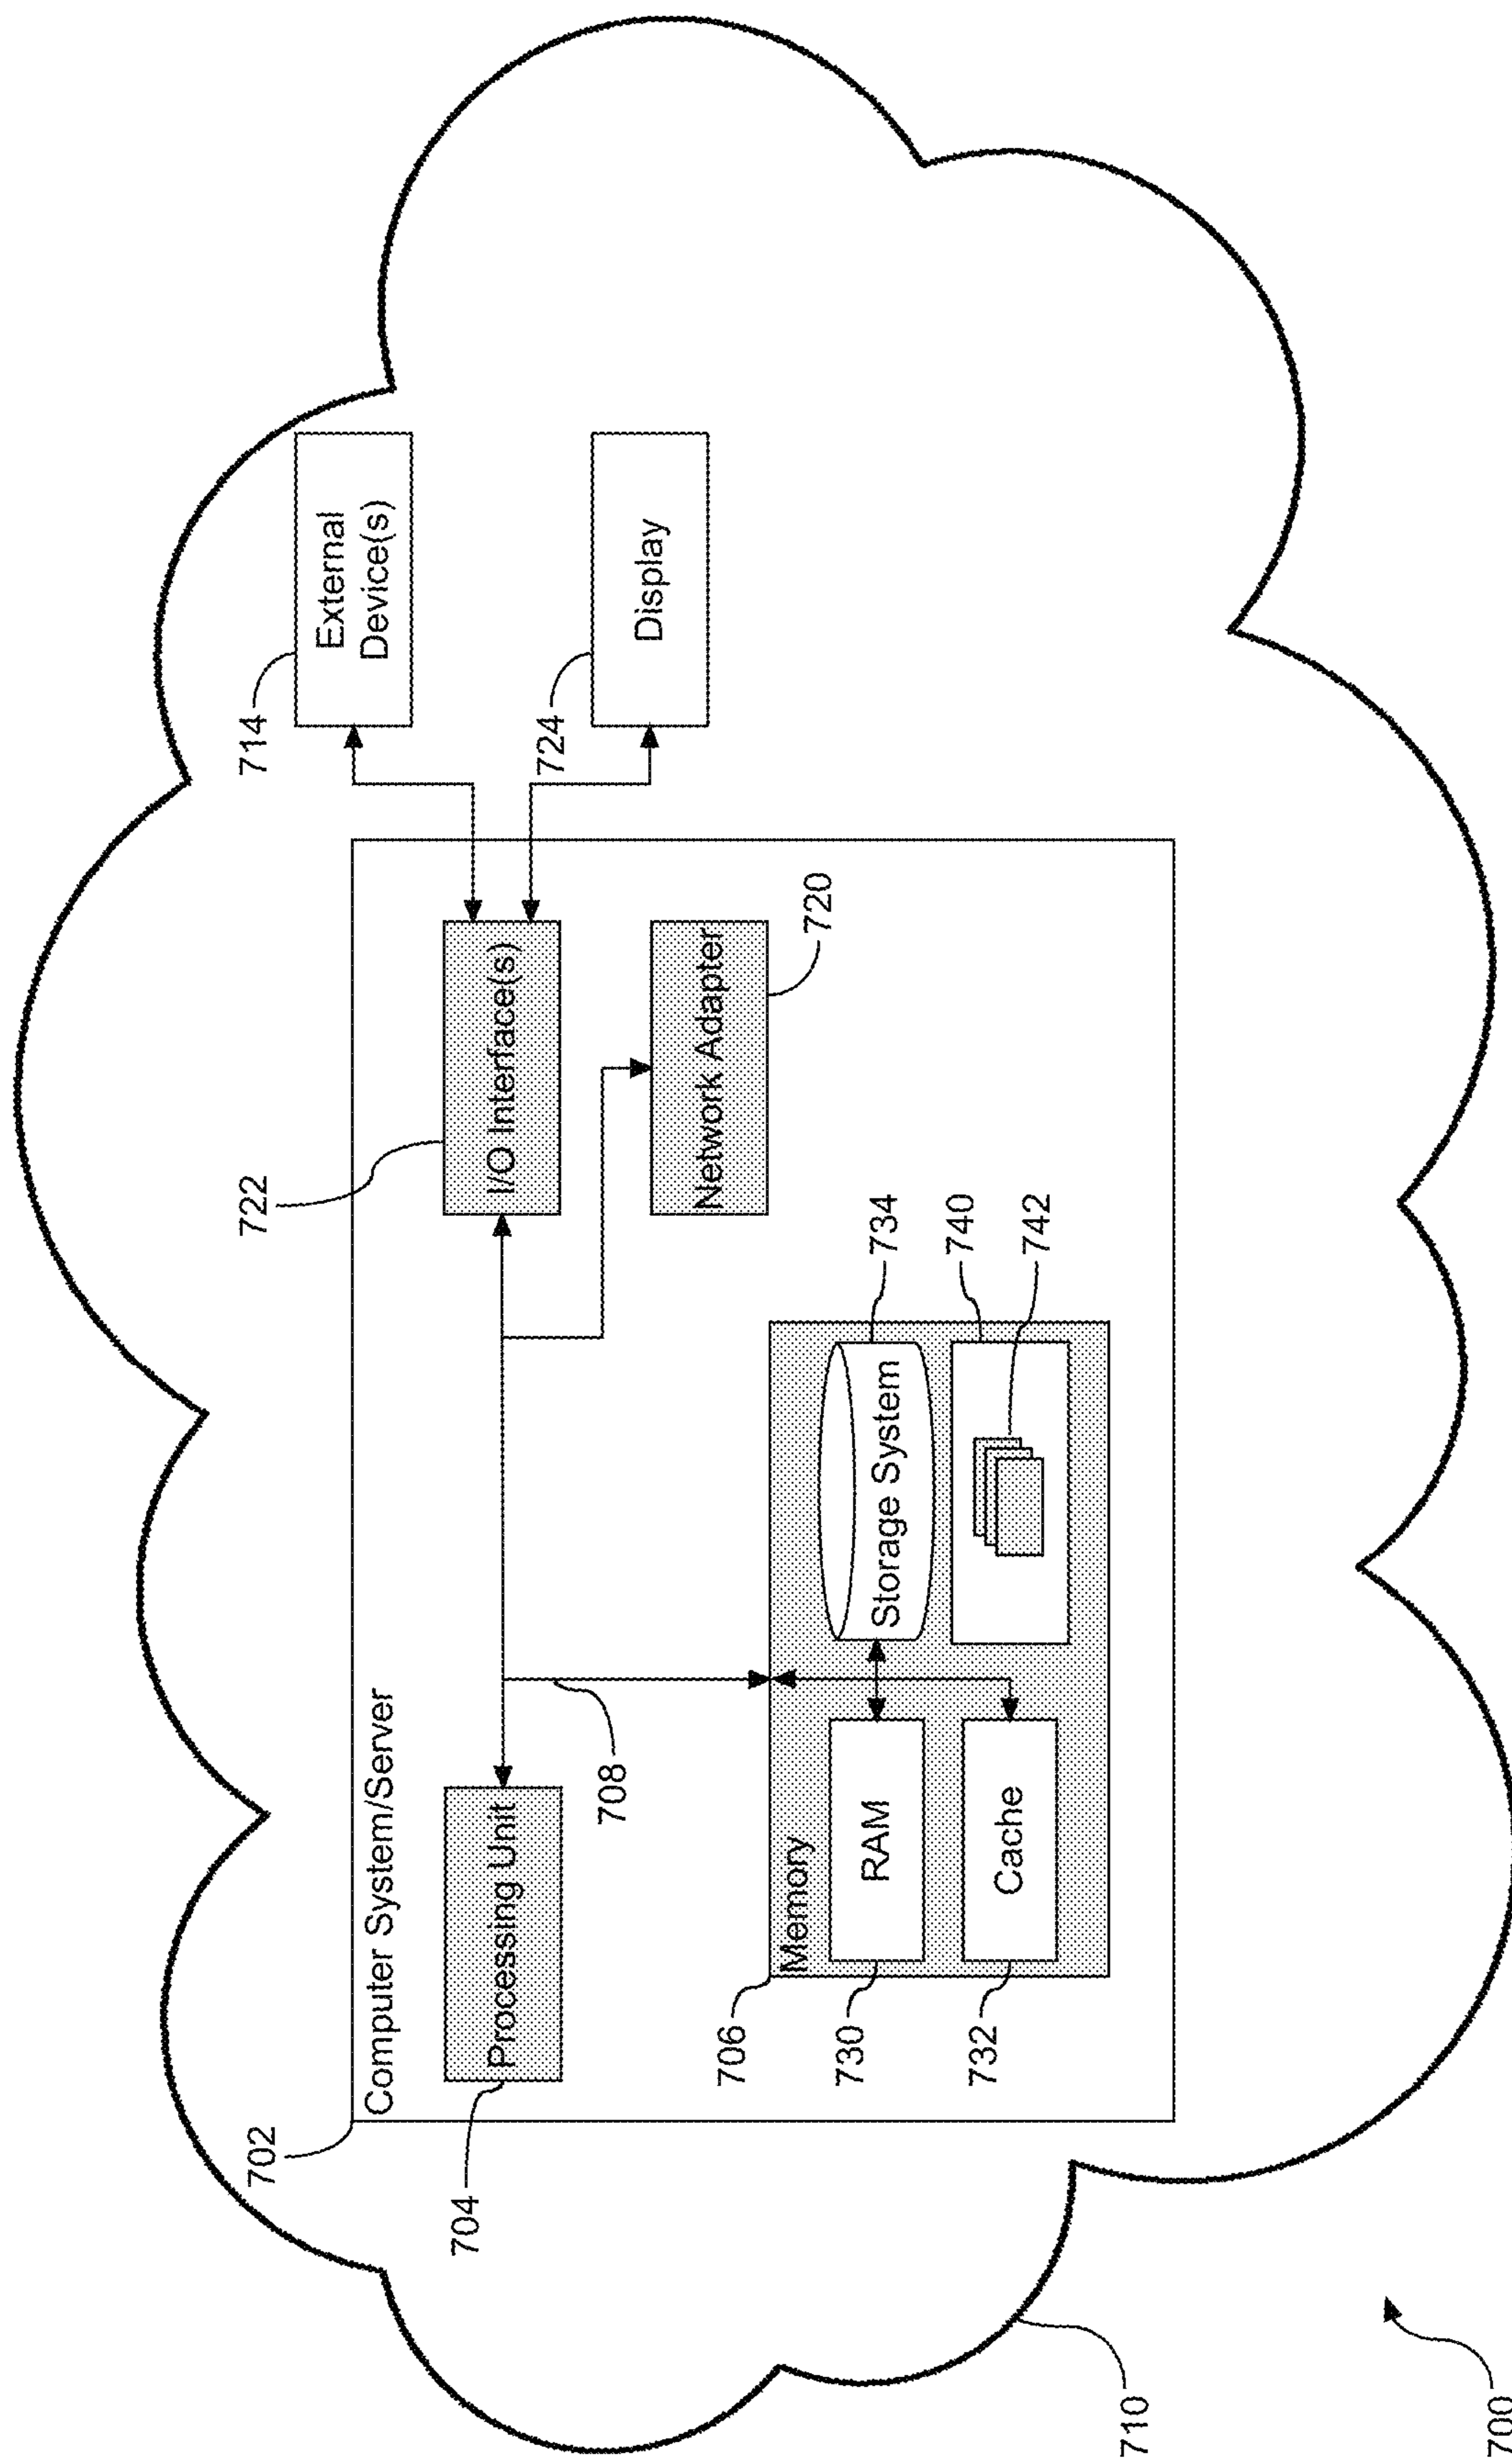 702
Computer System/Server
704
Processing Unit
708
722
I/O Interface(s)
714
External
Device(s)
724
Display
Network Adapter
720
706
Memory
730
RAM
Storage System
734
732
Cache
740
742
710
700